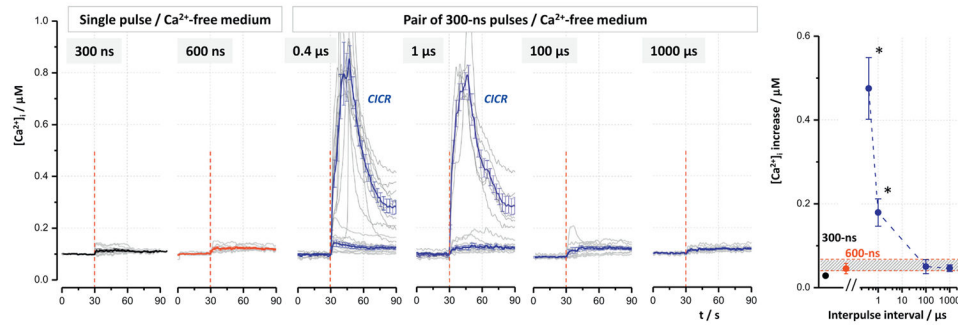 Single pulse / Ca²⁺-free medium
Pair of 300-ns pulses / Ca²⁺-free medium
300 ns
600 ns
0.4 µs
1 µs
100 µs
1000 µs
CICR
CICR
[Ca²⁺]ᵢ / µM
1.0
0.8
0.6
0.4
0.2
0.0
0 30 60 90
0 30 60 90
0 30 60 90
0 30 60 90
0 30 60 90
0 30 60 90
t / s
[Ca²⁺]ᵢ increase / µM
0.6
0.4
0.2
0.0
*
*
300-ns
600-ns
1 10 100 1000
Interpulse interval / µs